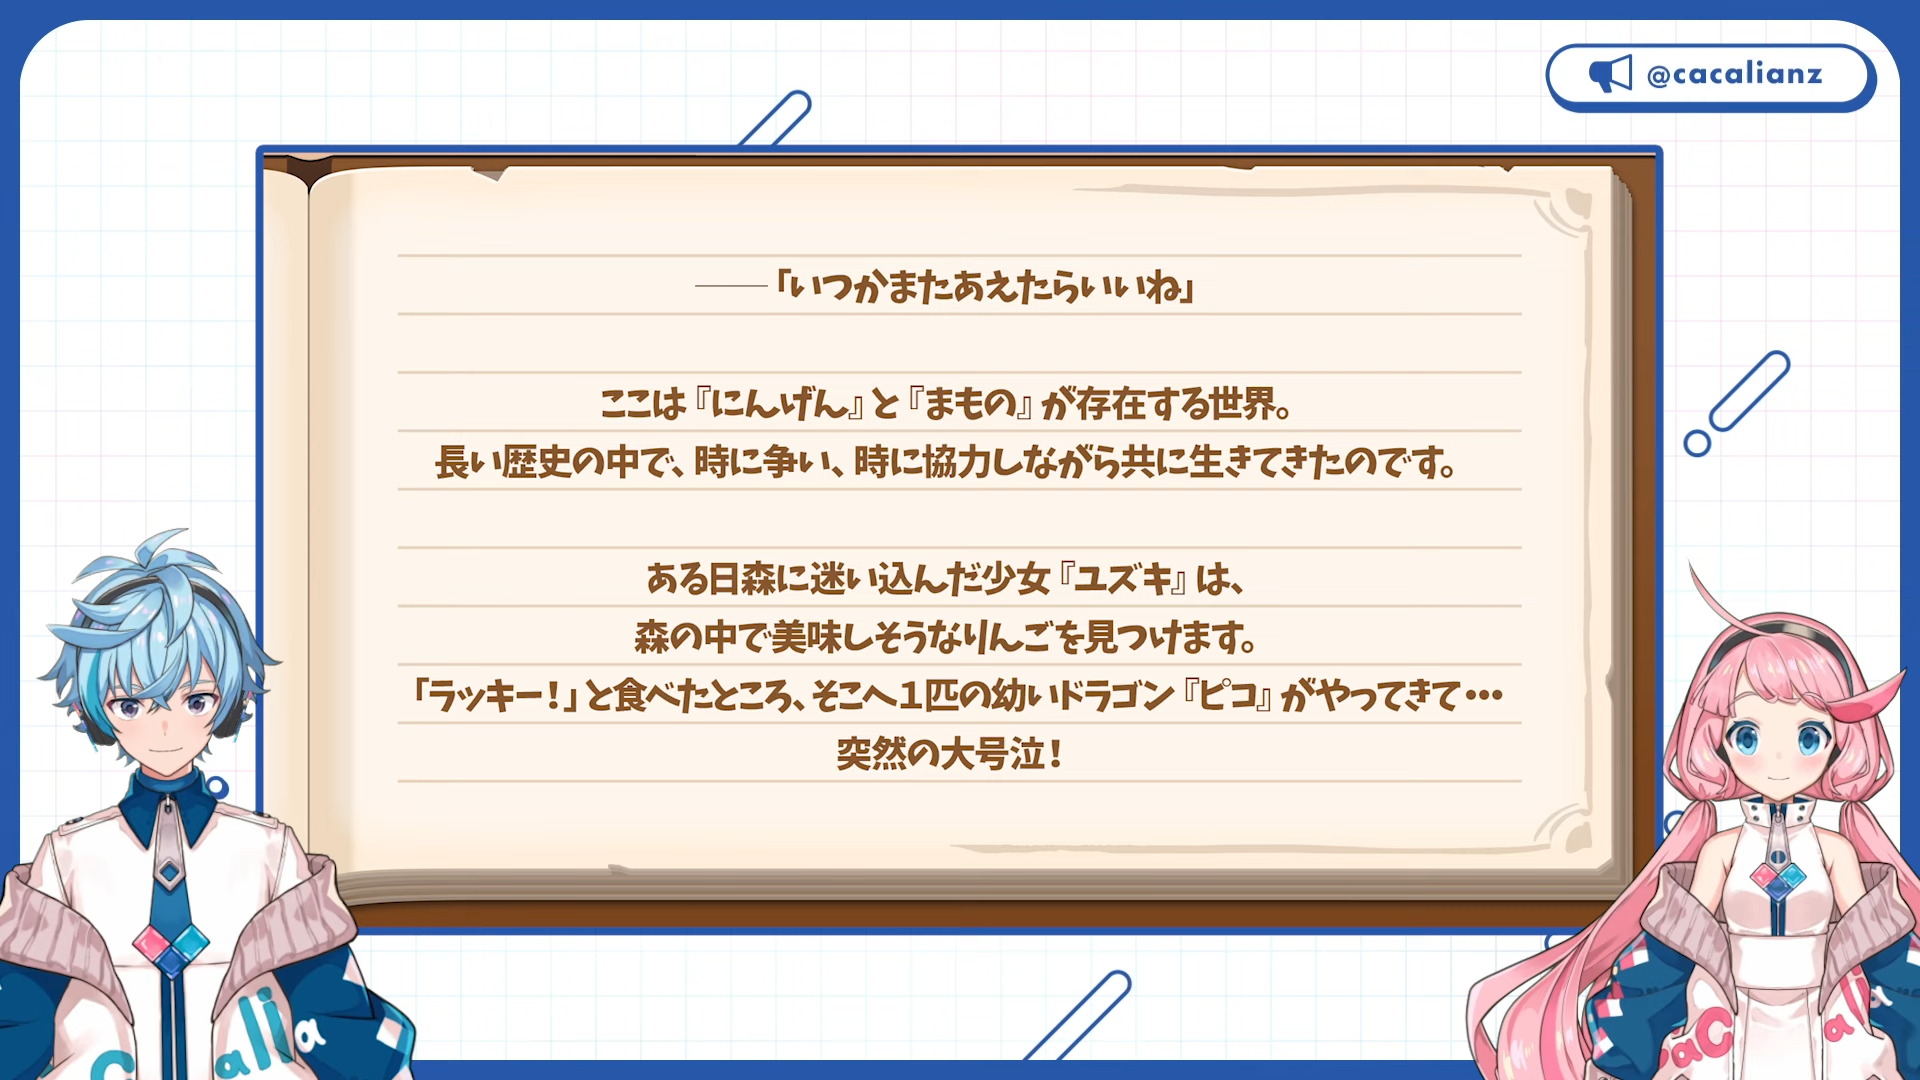 @cacalianz
――「いつかまたあえたらいいね」
ここは『にんげん』と『まもの』が存在する世界。
長い歴史の中で、時に争い、時に協力しながら共に生きてきたのです。
ある日森に迷い込んだ少女『ユズキ』は、
森の中で美味しそうなりんごを見つけます。
「ラッキー！」と食べたところ、そこへ１匹の幼いドラゴン『ピコ』がやってきて…
突然の大号泣！